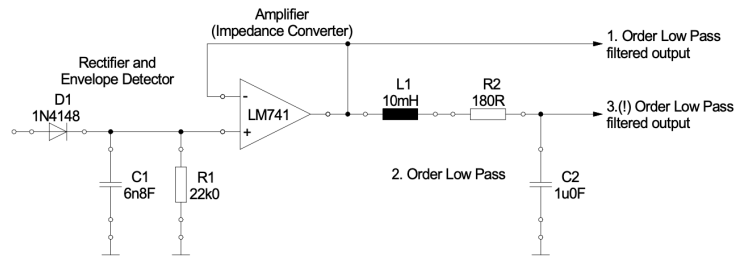 Amplifier
(Impedance Converter)
1. Order Low Pass
filtered output
Rectifier and
Envelope Detector
D1
1N4148
-
LM741
+
L1
10mH
R2
180R
3.(!) Order Low Pass
filtered output
C1
6n8F
R1
22k0
2. Order Low Pass
C2
1u0F